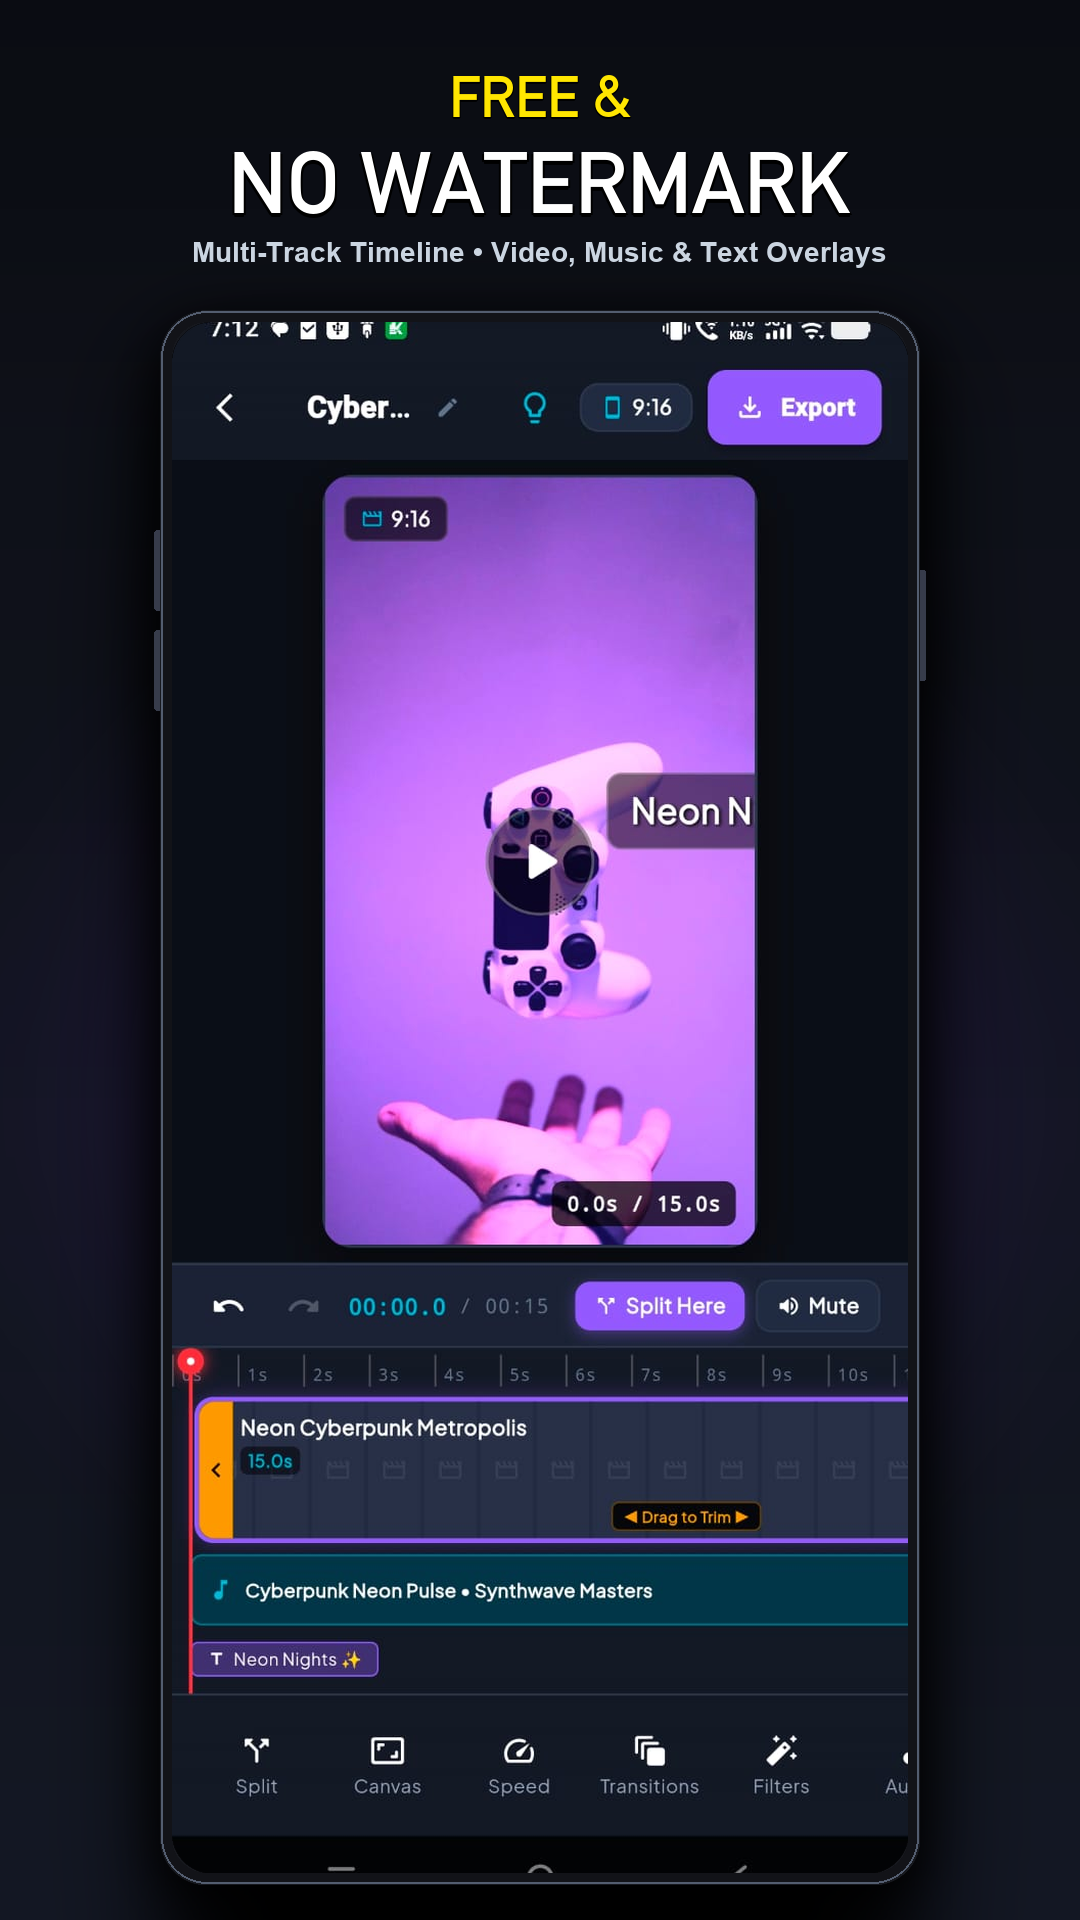 FREE &
NO WATERMARK
Multi-Track Timeline • Video, Music & Text Overlays
7:12
KB/s
Cyber...
9:16
Export
9:16
Neon N
0.0s / 15.0s
00:00.0 / 00:15
Split Here
Mute
1s 2s 3s 4s 5s 6s 7s 8s 9s 10s
Neon Cyberpunk Metropolis
15.0s
◀ Drag to Trim ▶
Cyberpunk Neon Pulse • Synthwave Masters
T Neon Nights ✨
Split
Canvas
Speed
Transitions
Filters
Au